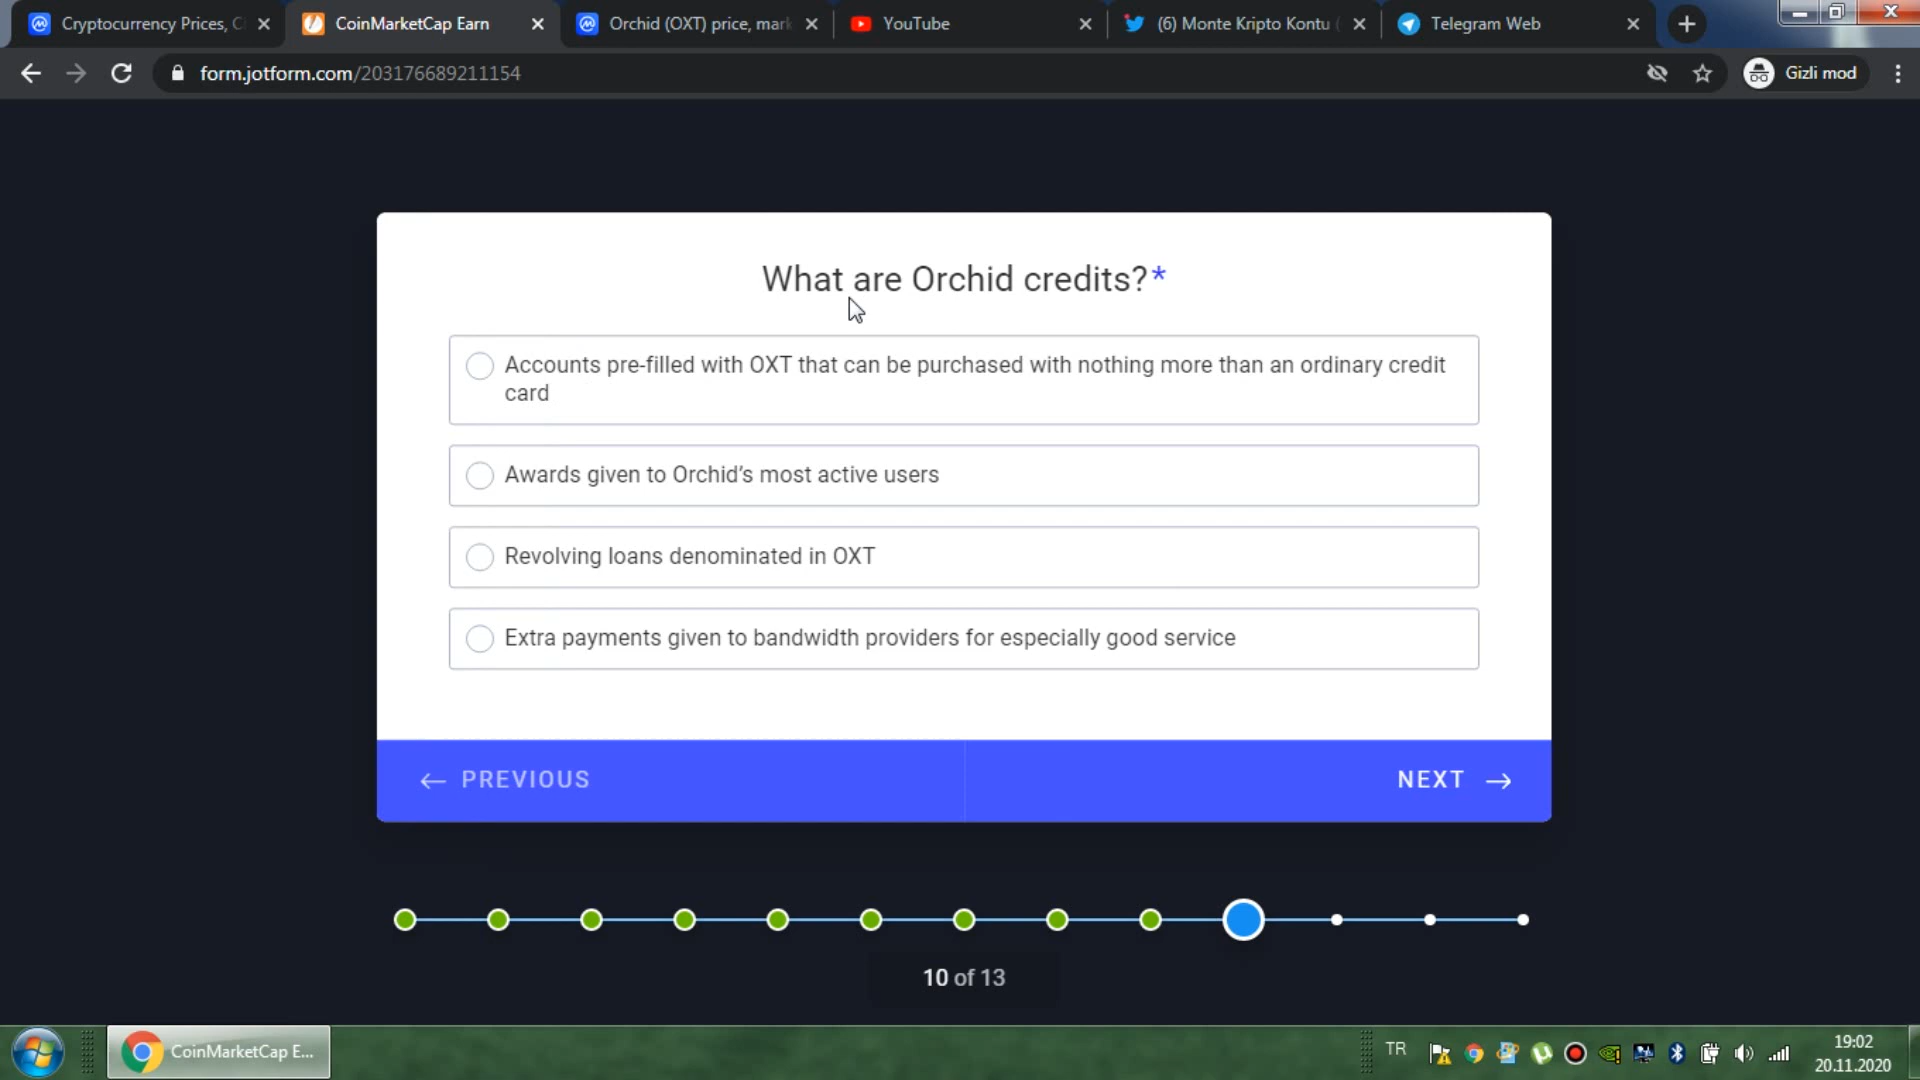 Cryptocurrency Prices, C
CoinMarketCap Earn
Orchid (OXT) price, mark
YouTube
(6) Monte Kripto Kontu (
Telegram Web
form.jotform.com/203176689211154
Gizli mod
What are Orchid credits?*
Accounts pre-filled with OXT that can be purchased with nothing more than an ordinary credit
card
Awards given to Orchid’s most active users
Revolving loans denominated in OXT
Extra payments given to bandwidth providers for especially good service
← PREVIOUS
NEXT →
10 of 13
CoinMarketCap E...
TR
19:02
20.11.2020